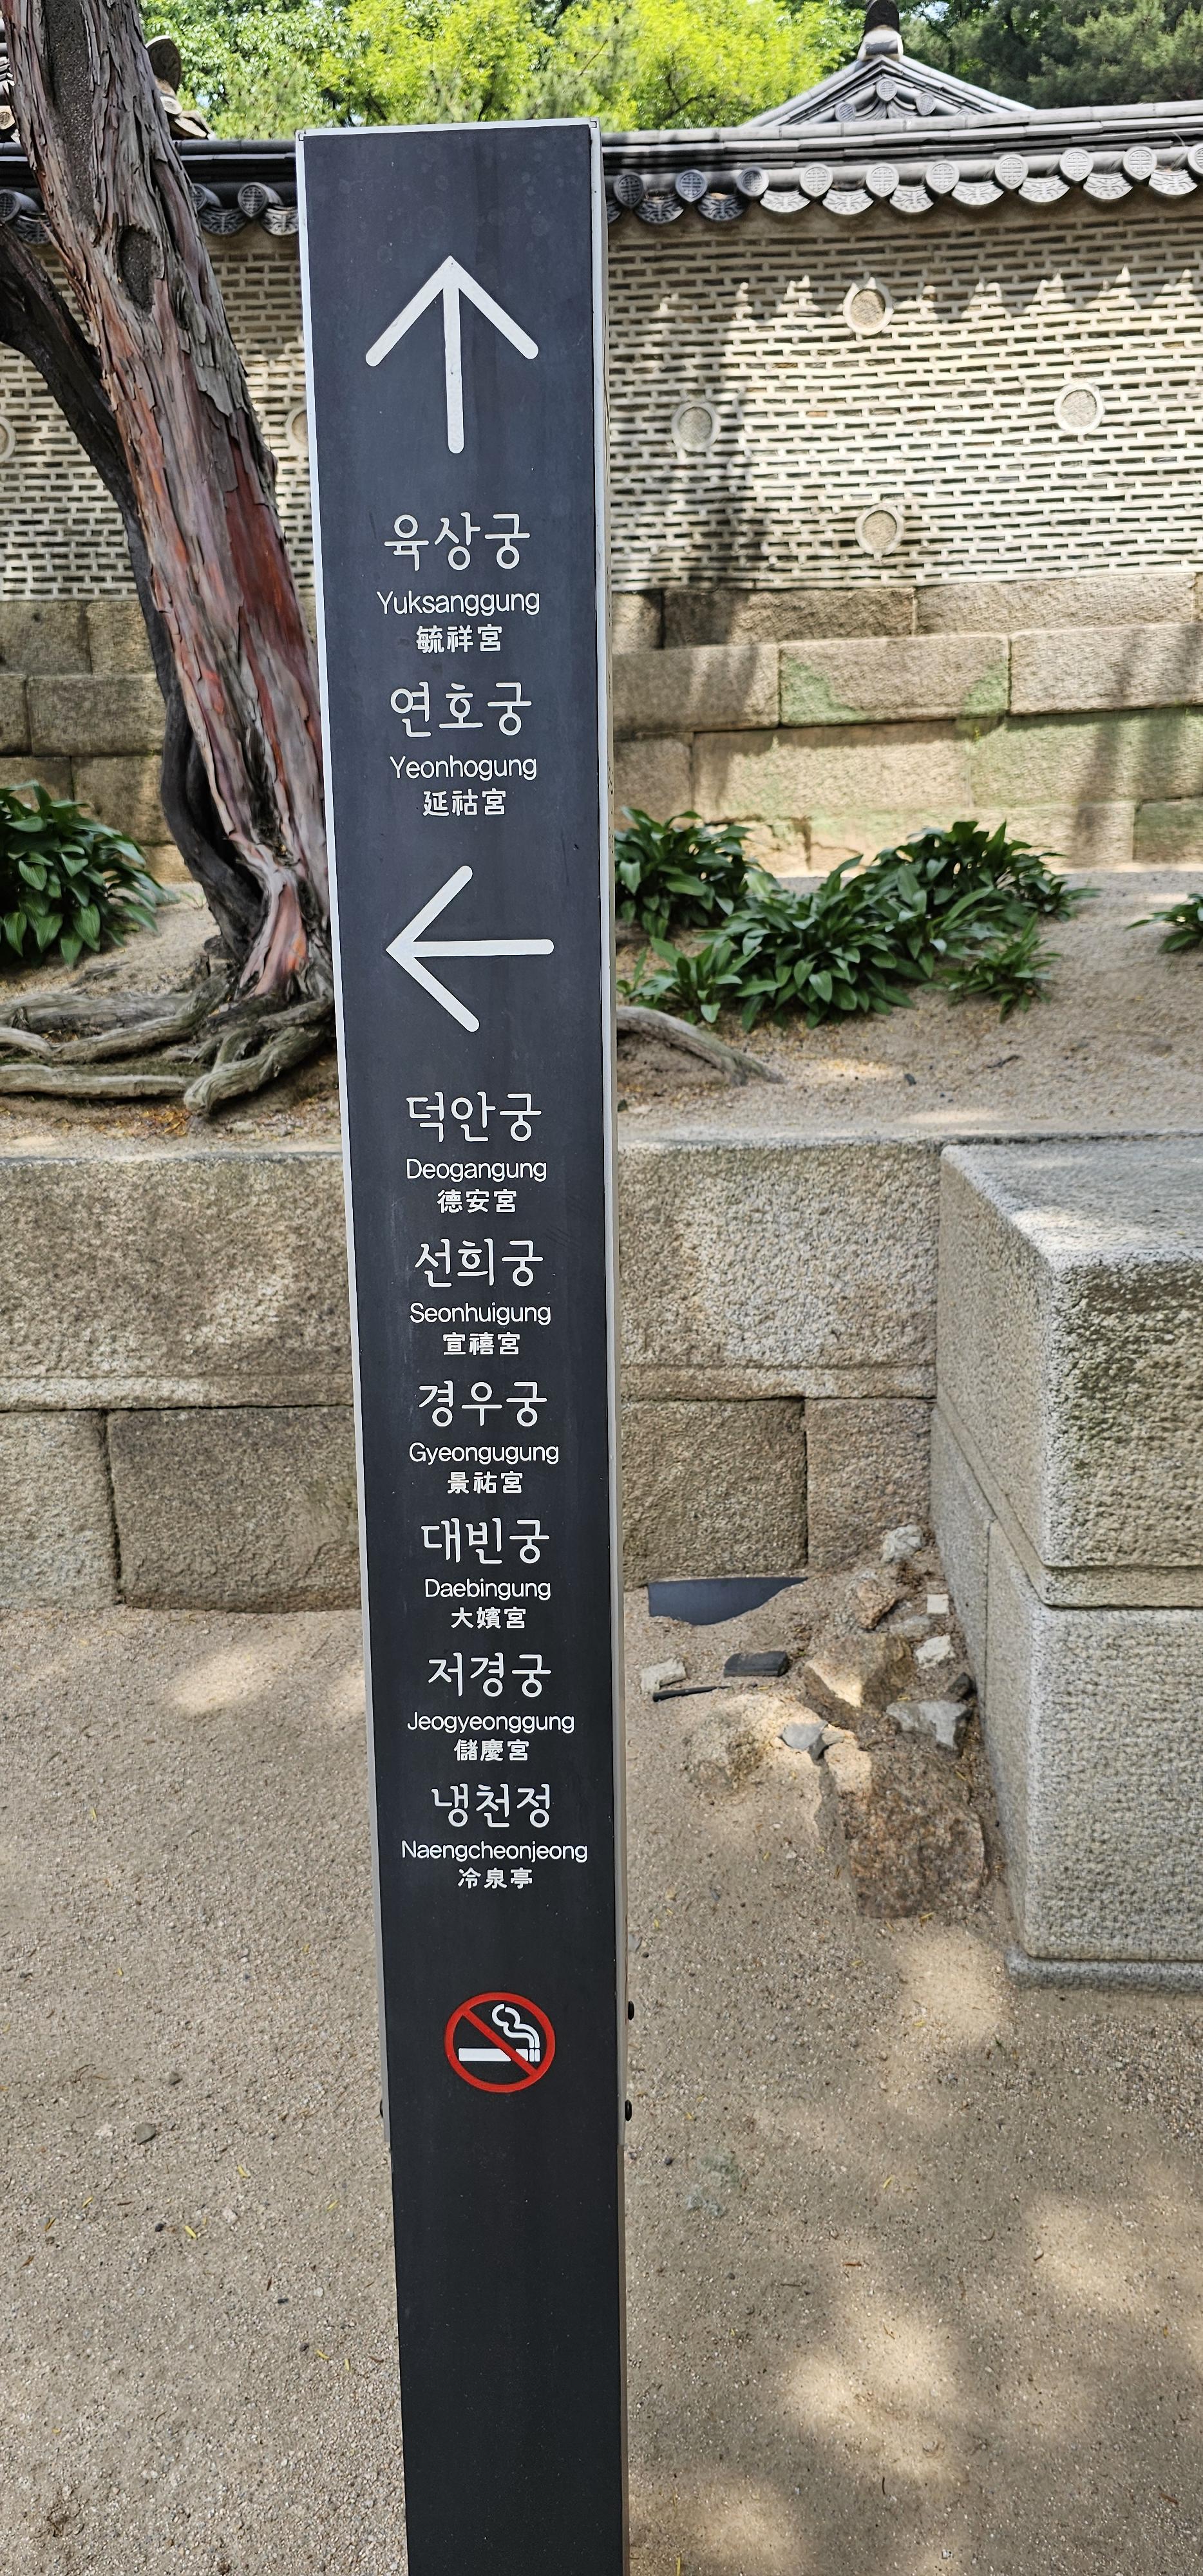 육상궁
Yuksanggung
毓祥宮
연호궁
Yeonhogung
延祜宮
덕안궁
Deogangung
德安宮
선희궁
Seonhuigung
宣禧宮
경우궁
Gyeongugung
景祐宮
대빈궁
Daebingung
大嬪宮
저경궁
Jeogyeonggung
儲慶宮
냉천정
Naengcheonjeong
冷泉亭